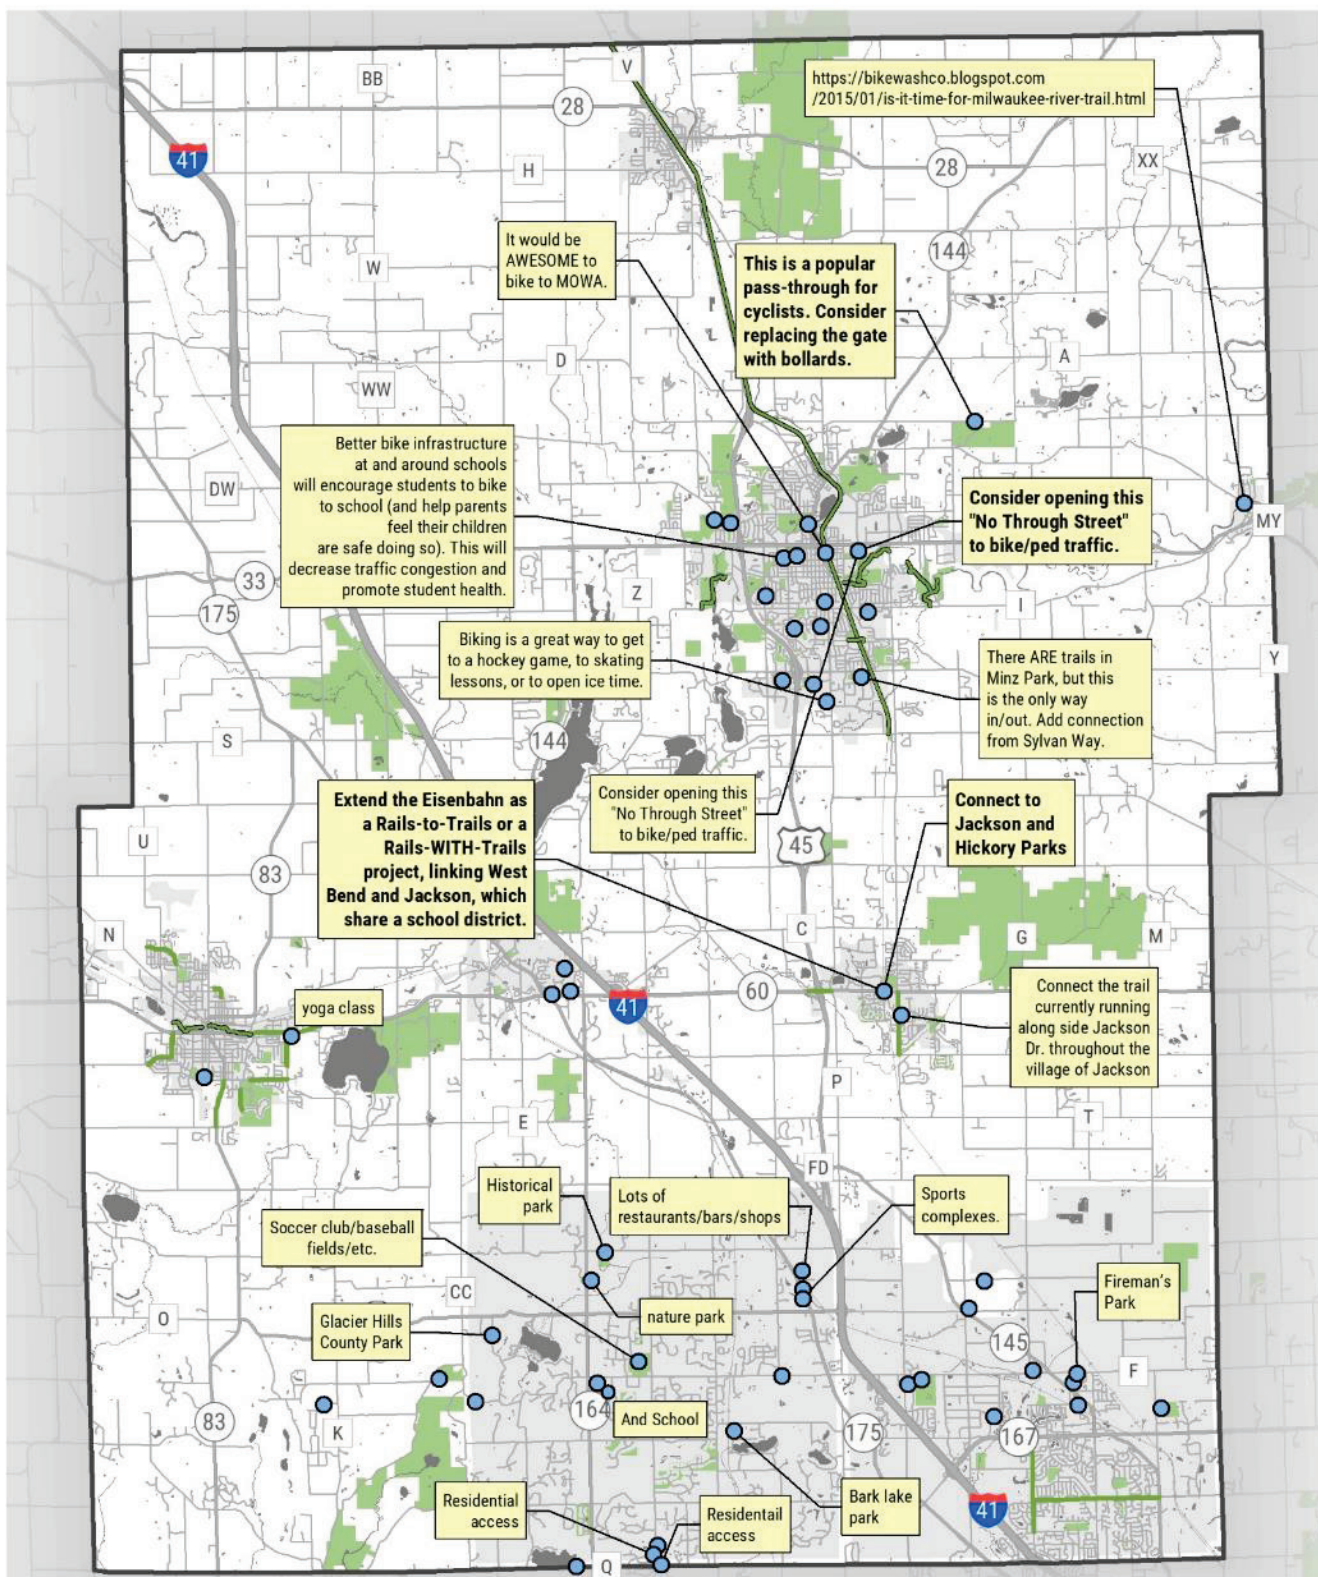 V
BB
https://bikewashco.blogspot.com
/2015/01/is-it-time-for-milwaukee-river-trail.html
28
41
H
28
XX
It would be
AWESOME to
bike to MOWA.
144
W
This is a popular
pass-through for
cyclists. Consider
replacing the gate
with bollards.
D
A
WW
Better bike infrastructure
at and around schools
will encourage students to bike
to school (and help parents
feel their children
are safe doing so). This will
decrease traffic congestion and
promote student health.
DW
Consider opening this
"No Through Street"
to bike/ped traffic.
MY
33
175
Z
I
Biking is a great way to get
to a hockey game, to skating
lessons, or to open ice time.
There ARE trails in
Minz Park, but this
is the only way
in/out. Add connection
from Sylvan Way.
Y
S
144
Extend the Eisenbahn as
a Rails-to-Trails or a
Rails-WITH-Trails
project, linking West
Bend and Jackson, which
share a school district.
Consider opening this
"No Through Street"
to bike/ped traffic.
Connect to
Jackson and
Hickory Parks
U
45
83
N
C
G
M
60
41
yoga class
Connect the trail
currently running
along side Jackson
Dr. throughout the
village of Jackson
P
E
T
FD
Historical
park
Lots of
restaurants/bars/shops
Sports
complexes.
Soccer club/baseball
fields/etc.
CC
Fireman's
Park
O
nature park
Glacier Hills
County Park
145
F
164
And School
83
K
175
167
Residential
access
Residentail
access
Bark lake
park
41
Q